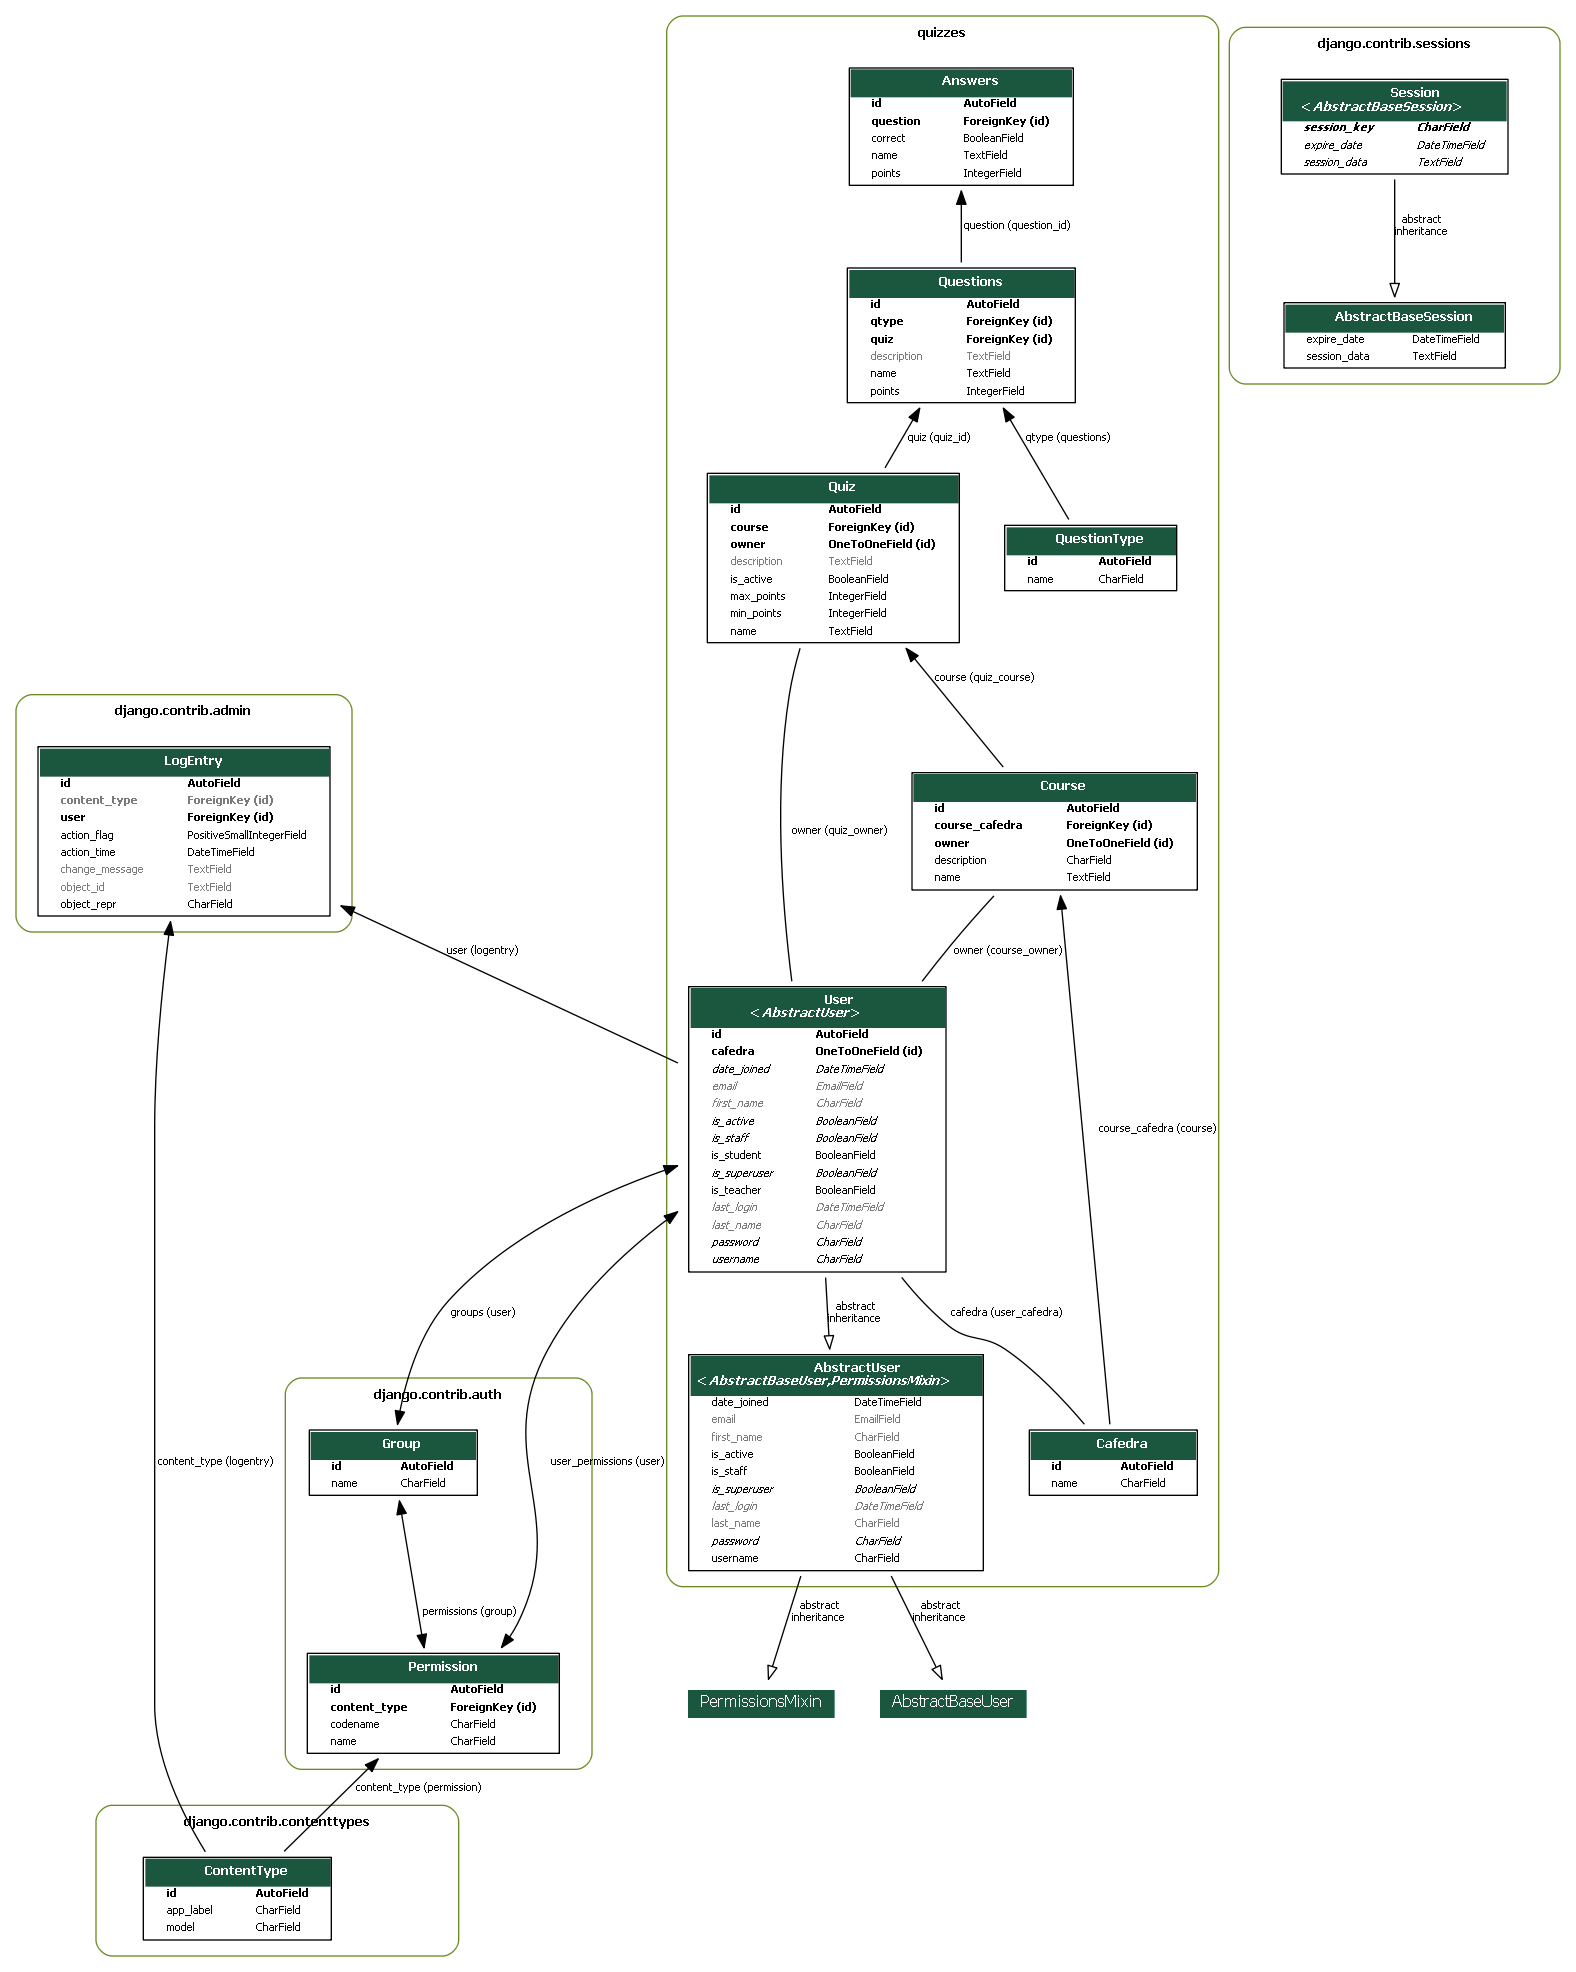 quizzes
Answers
id AutoField
question ForeignKey (id)
correct BooleanField
name TextField
points IntegerField
question (question_id)
Questions
id AutoField
qtype ForeignKey (id)
quiz ForeignKey (id)
description TextField
name TextField
points IntegerField
quiz (quiz_id)
qtype (questions)
Quiz
id AutoField
course ForeignKey (id)
owner OneToOneField (id)
description TextField
is_active BooleanField
max_points IntegerField
min_points IntegerField
name TextField
QuestionType
id AutoField
name CharField
course (quiz_course)
owner (quiz_owner)
Course
id AutoField
course_cafedra ForeignKey (id)
owner OneToOneField (id)
description CharField
name TextField
owner (course_owner)
User
<AbstractUser>
id AutoField
cafedra OneToOneField (id)
date_joined DateTimeField
email EmailField
first_name CharField
is_active BooleanField
is_staff BooleanField
is_student BooleanField
is_superuser BooleanField
is_teacher BooleanField
last_login DateTimeField
last_name CharField
password CharField
username CharField
course_cafedra (course)
abstract
inheritance
cafedra (user_cafedra)
AbstractUser
<AbstractBaseUser,PermissionsMixin>
date_joined DateTimeField
email EmailField
first_name CharField
is_active BooleanField
is_staff BooleanField
is_superuser BooleanField
last_login DateTimeField
last_name CharField
password CharField
username CharField
Cafedra
id AutoField
name CharField
abstract
inheritance
abstract
inheritance
PermissionsMixin
AbstractBaseUser
django.contrib.sessions
Session
<AbstractBaseSession>
session_key CharField
expire_date DateTimeField
session_data TextField
abstract
inheritance
AbstractBaseSession
expire_date DateTimeField
session_data TextField
django.contrib.admin
LogEntry
id AutoField
content_type ForeignKey (id)
user ForeignKey (id)
action_flag PositiveSmallIntegerField
action_time DateTimeField
change_message TextField
object_id TextField
object_repr CharField
user (logentry)
groups (user)
content_type (logentry)
user_permissions (user)
django.contrib.auth
Group
id AutoField
name CharField
permissions (group)
Permission
id AutoField
content_type ForeignKey (id)
codename CharField
name CharField
content_type (permission)
django.contrib.contenttypes
ContentType
id AutoField
app_label CharField
model CharField